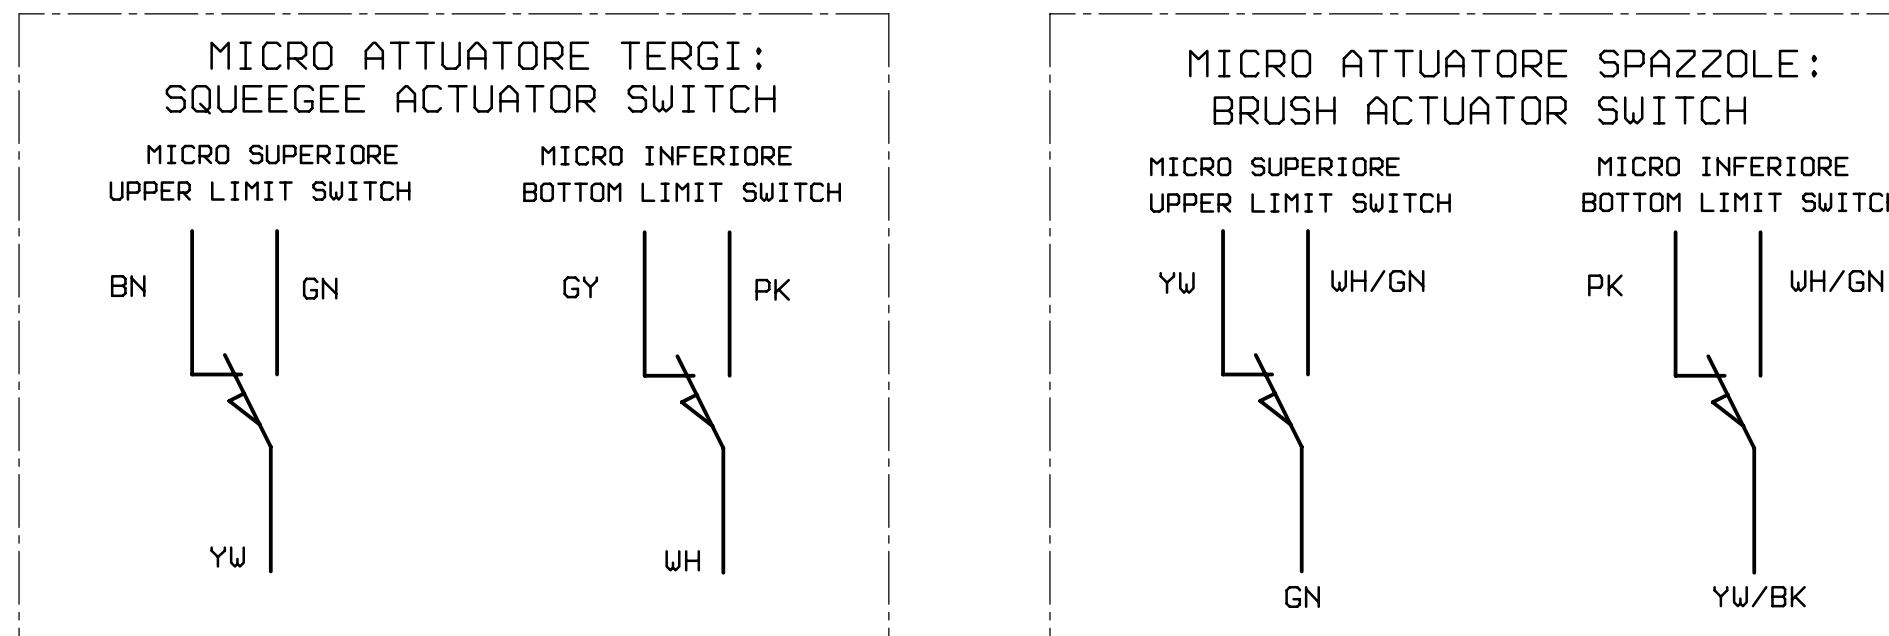 MICRO ATTUATORE TERGI:
SQUEEGEE ACTUATOR SWITCH
MICRO SUPERIORE
UPPER LIMIT SWITCH
MICRO INFERIORE
BOTTOM LIMIT SWITCH
BN
GN
GY
PK
YW
WH
MICRO ATTUATORE SPAZZOLE:
BRUSH ACTUATOR SWITCH
MICRO SUPERIORE
UPPER LIMIT SWITCH
MICRO INFERIORE
BOTTOM LIMIT SWITCH
YW
WH/GN
PK
WH/GN
GN
YW/BK